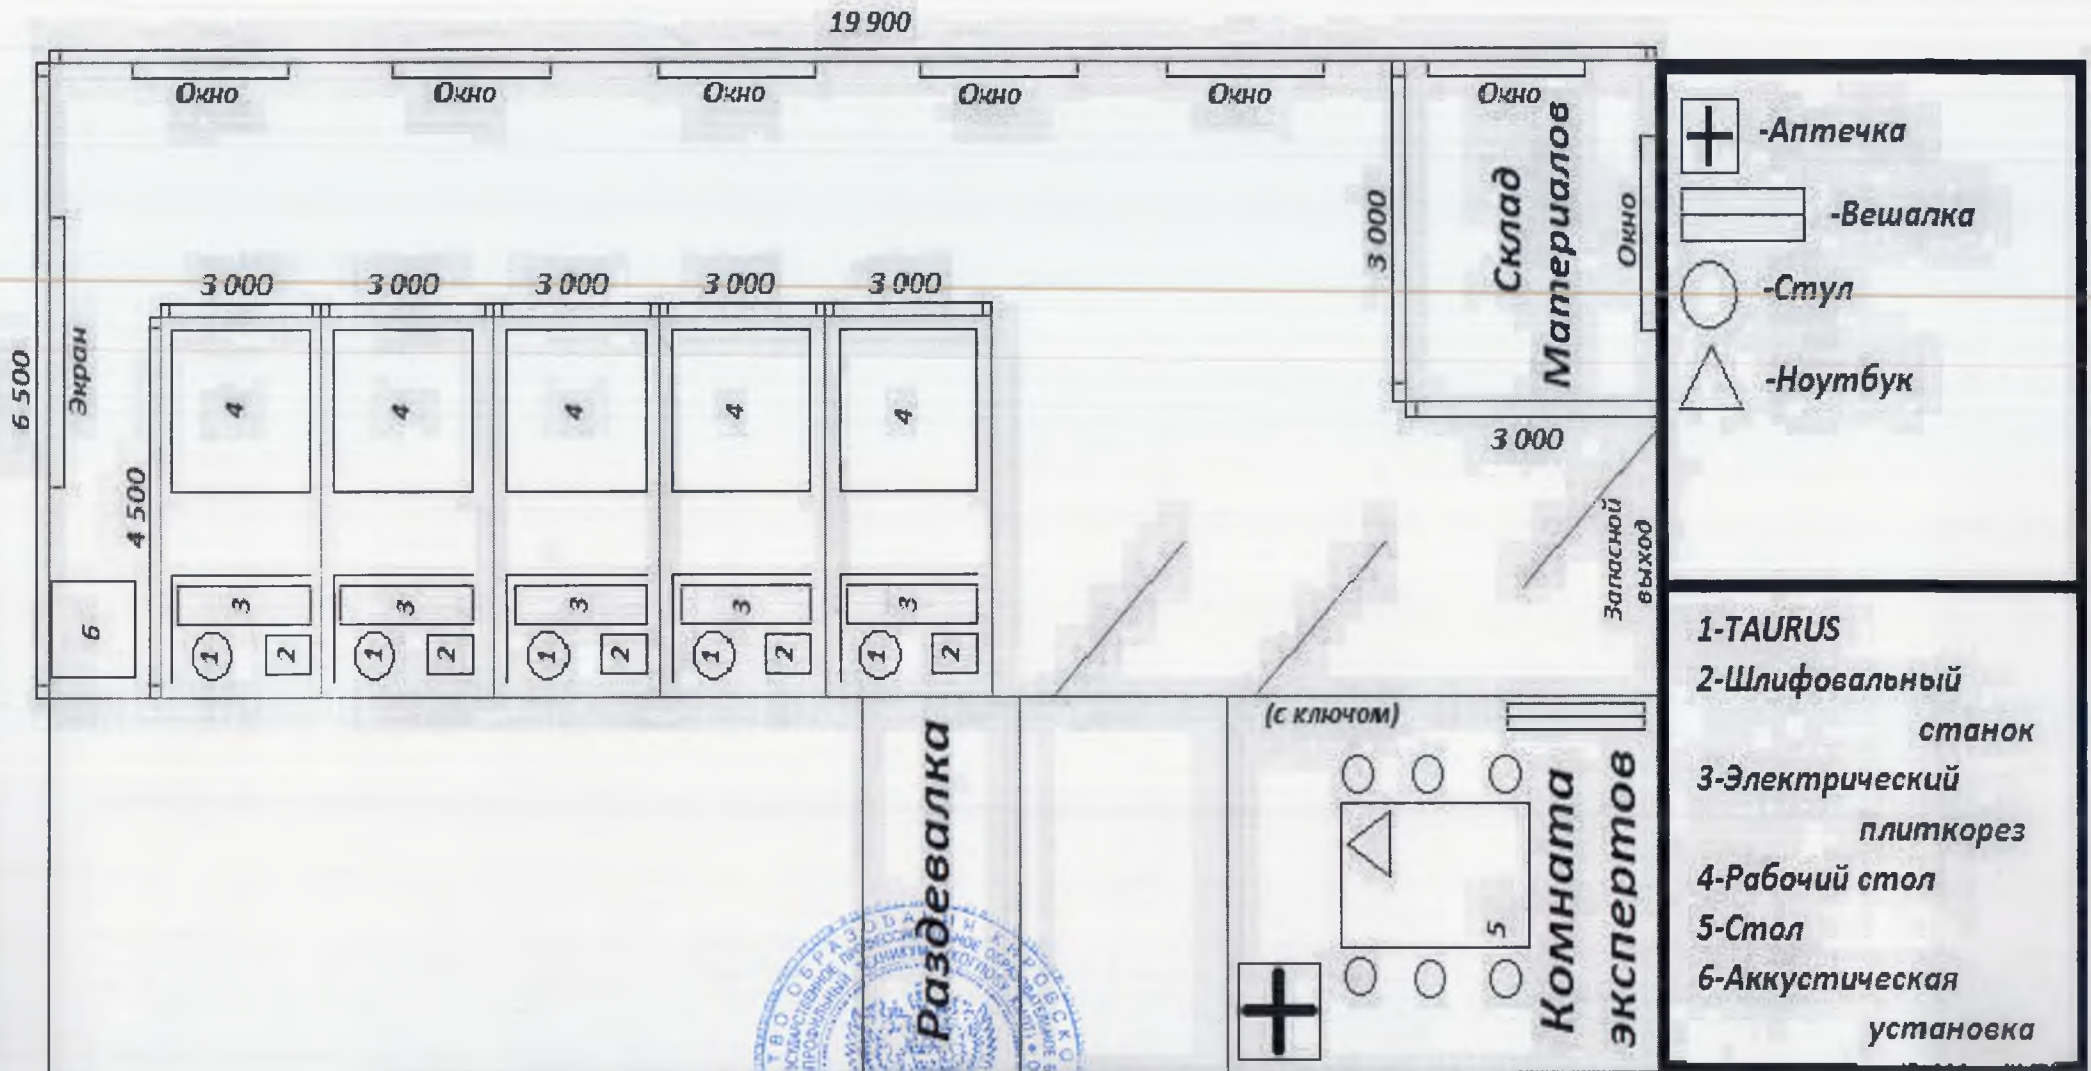 19 900
Окно
Окно
Окно
Окно
Окно
Окно
6 500
Экран
3 000
3 000
3 000
3 000
3 000
4 500
4
4
4
4
4
3
3
3
3
3
1
2
1
2
1
2
1
2
1
2
6
3 000
Склад
Материалов
Окно
3 000
Запасной
выход
Раздевалка
(с ключом)
5
Комната
экспертов
-Аптечка
-Вешалка
-Стул
-Ноутбук
1-TAURUS
2-Шлифовальный
станок
3-Электрический
плиткорез
4-Рабочий стол
5-Стол
6-Аккустическая
установка